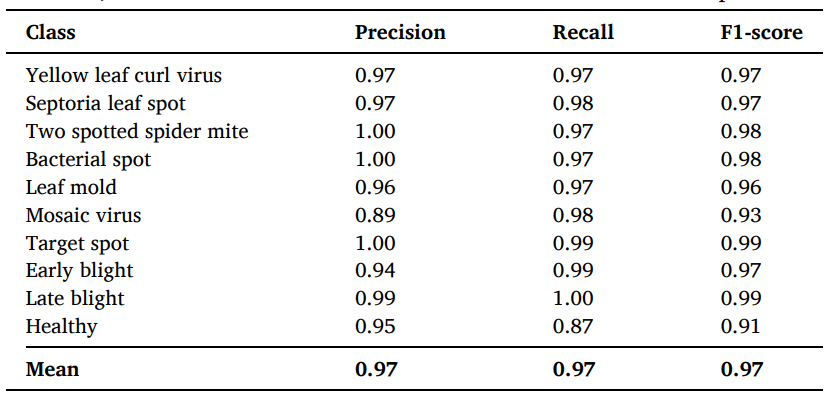 Class Precision Recall F1-score
Yellow leaf curl virus 0.97 0.97 0.97
Septoria leaf spot 0.97 0.98 0.97
Two spotted spider mite 1.00 0.97 0.98
Bacterial spot 1.00 0.97 0.98
Leaf mold 0.96 0.97 0.96
Mosaic virus 0.89 0.98 0.93
Target spot 1.00 0.99 0.99
Early blight 0.94 0.99 0.97
Late blight 0.99 1.00 0.99
Healthy 0.95 0.87 0.91
Mean 0.97 0.97 0.97